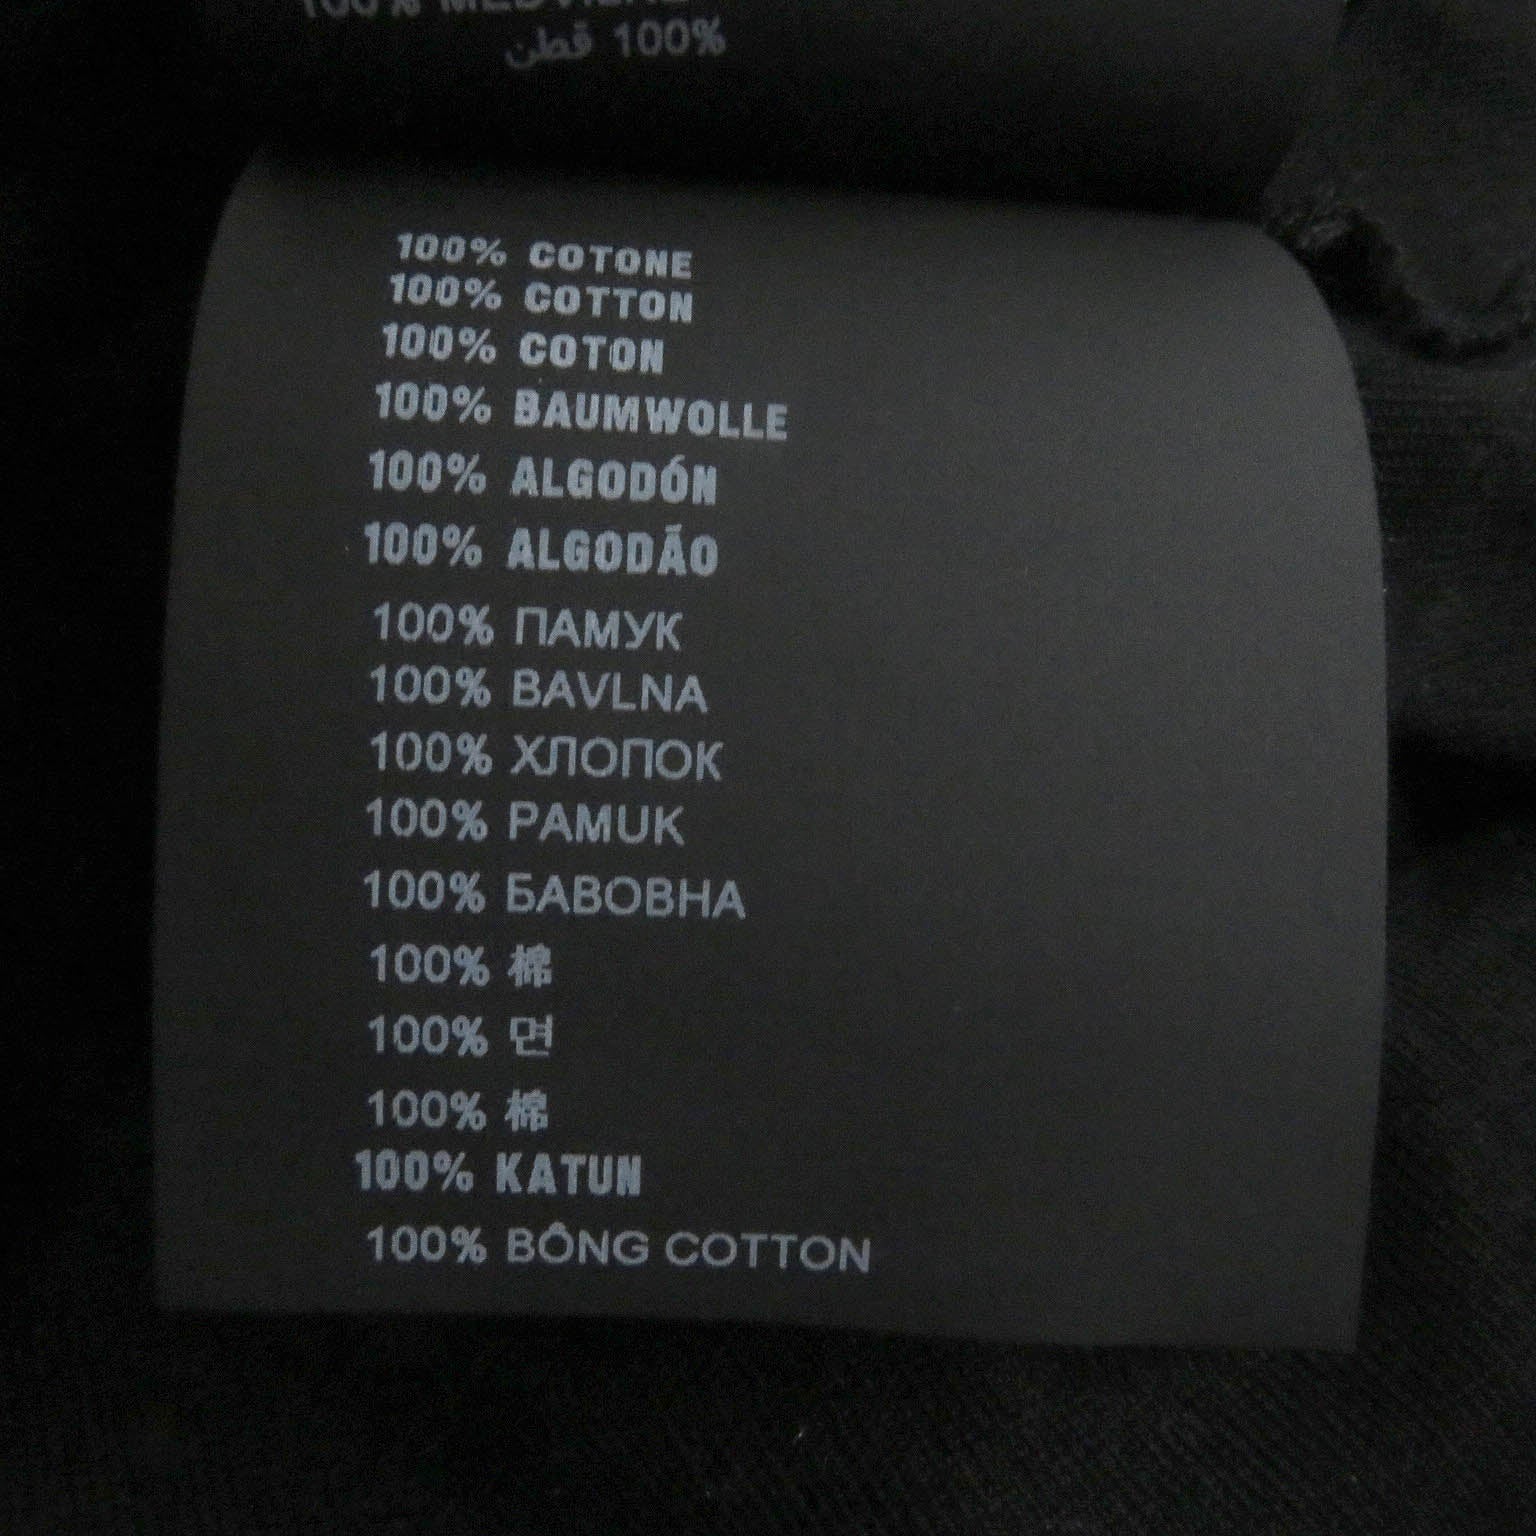 100%
100% قطن
100% COTONE
100% COTTON
100% COTON
100% BAUMWOLLE
100% ALGODÓN
100% ALGODÃO
100% ПАМУК
100% BAVLNA
100% ХЛОПОК
100% PAMUK
100% БАВОВНА
100% 棉
100% 면
100% 棉
100% KATUN
100% BÔNG COTTON